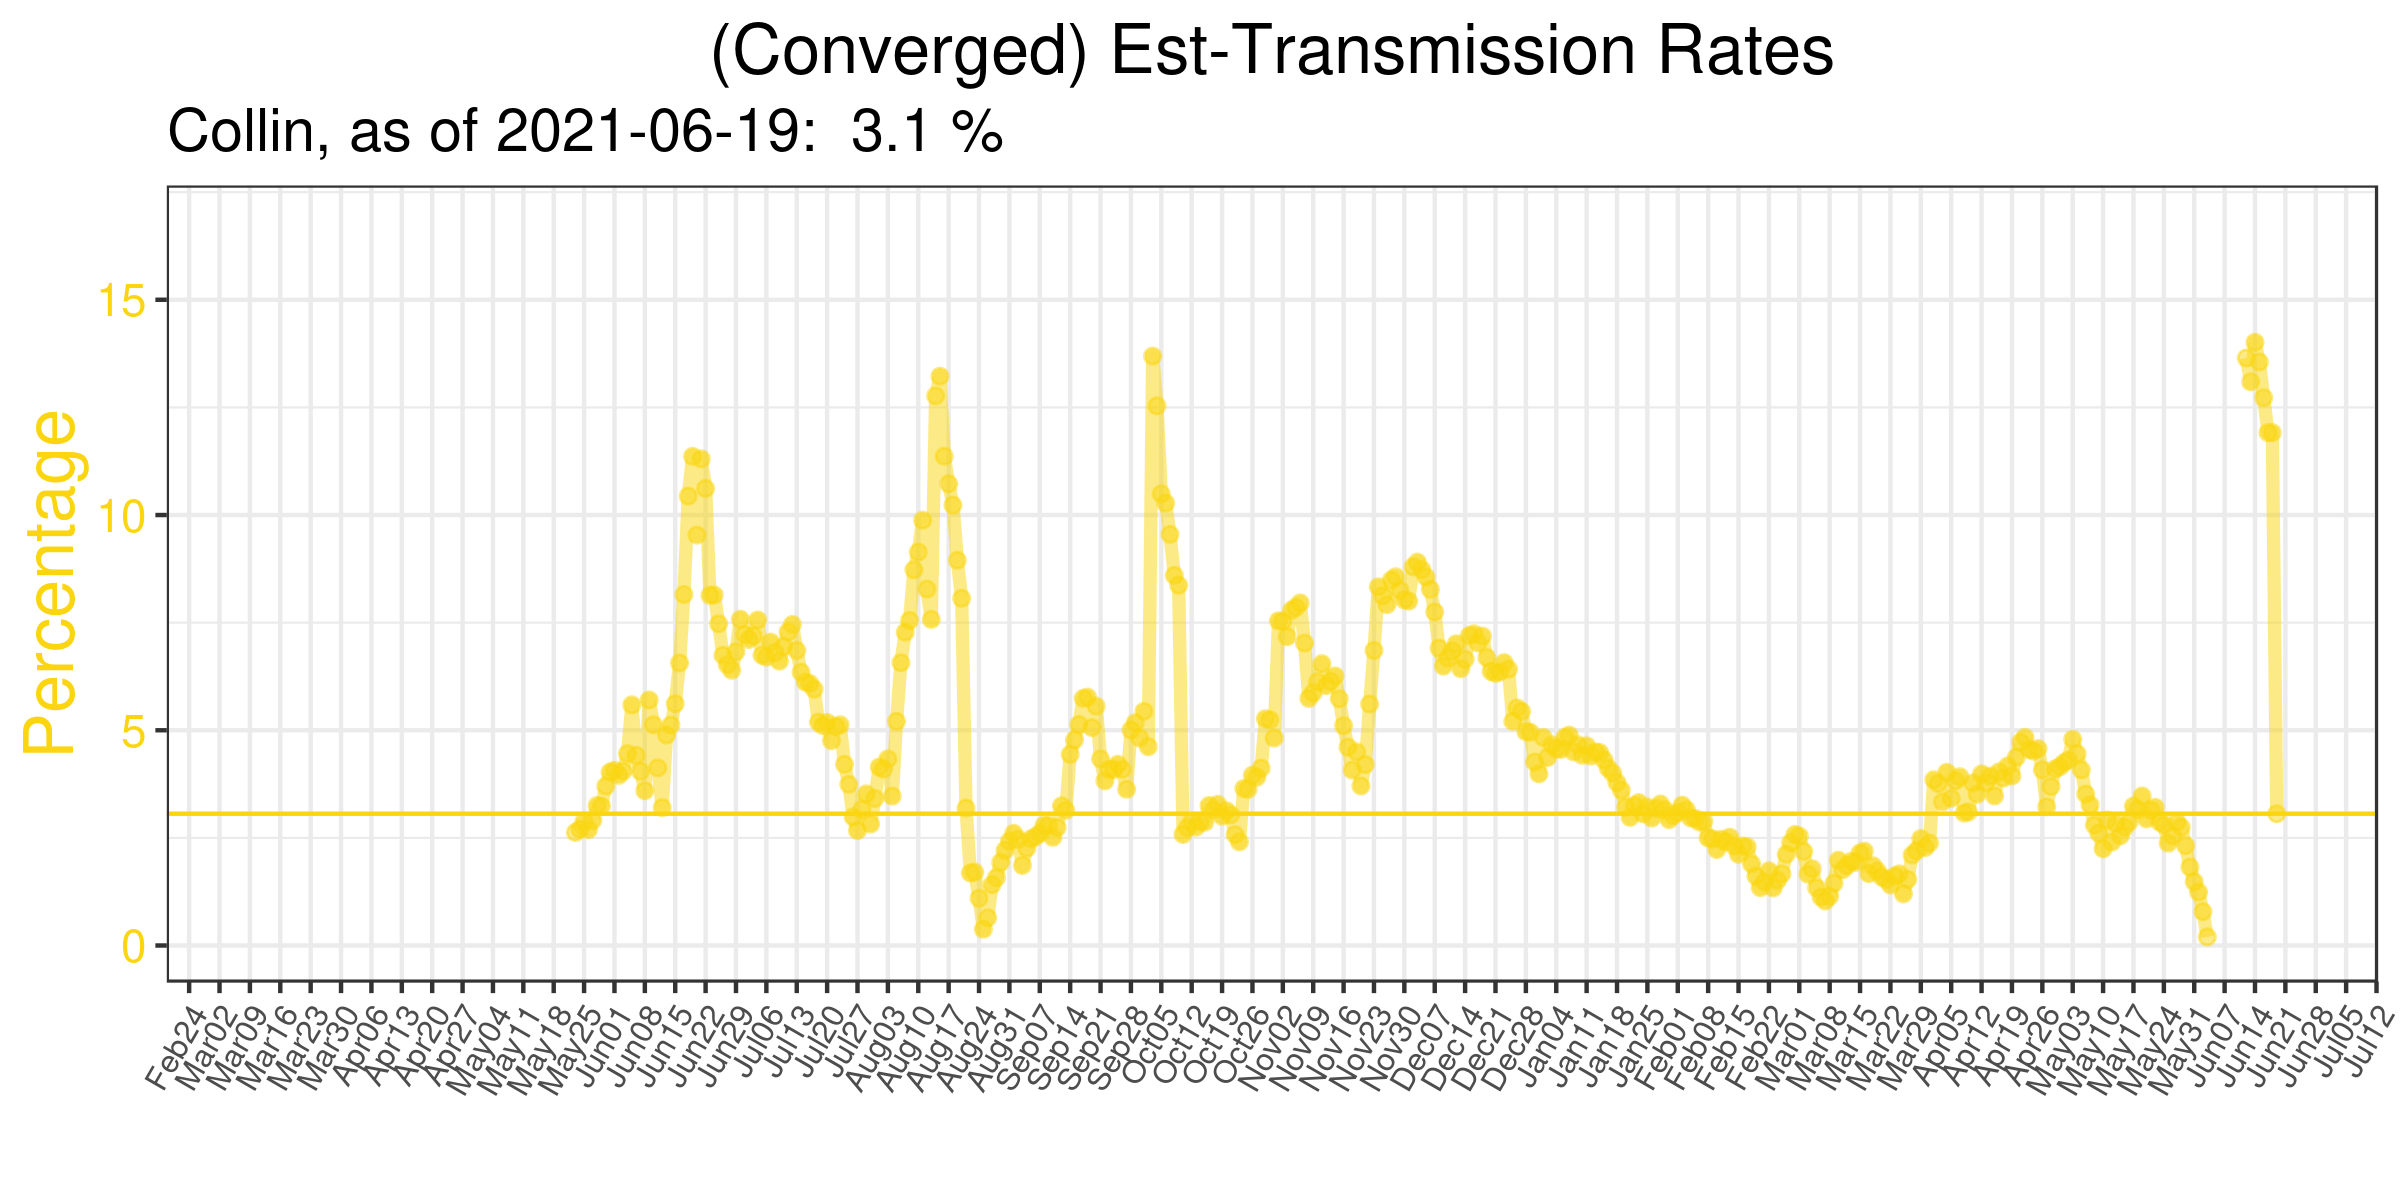 (Converged) Est-Transmission Rates
Collin, as of 2021-06-19: 3.1 %
Percentage
15
10
5
0
Feb24
Mar02
Mar09
Mar16
Mar23
Mar30
Apr06
Apr13
Apr20
Apr27
May04
May11
May18
May25
Jun01
Jun08
Jun15
Jun22
Jun29
Jul06
Jul13
Jul20
Jul27
Aug03
Aug10
Aug17
Aug24
Aug31
Sep07
Sep14
Sep21
Sep28
Oct05
Oct12
Oct19
Oct26
Nov02
Nov09
Nov16
Nov23
Nov30
Dec07
Dec14
Dec21
Dec28
Jan04
Jan11
Jan18
Jan25
Feb01
Feb08
Feb15
Feb22
Mar01
Mar08
Mar15
Mar22
Mar29
Apr05
Apr12
Apr19
Apr26
May03
May10
May17
May24
May31
Jun07
Jun14
Jun21
Jun28
Jul05
Jul12